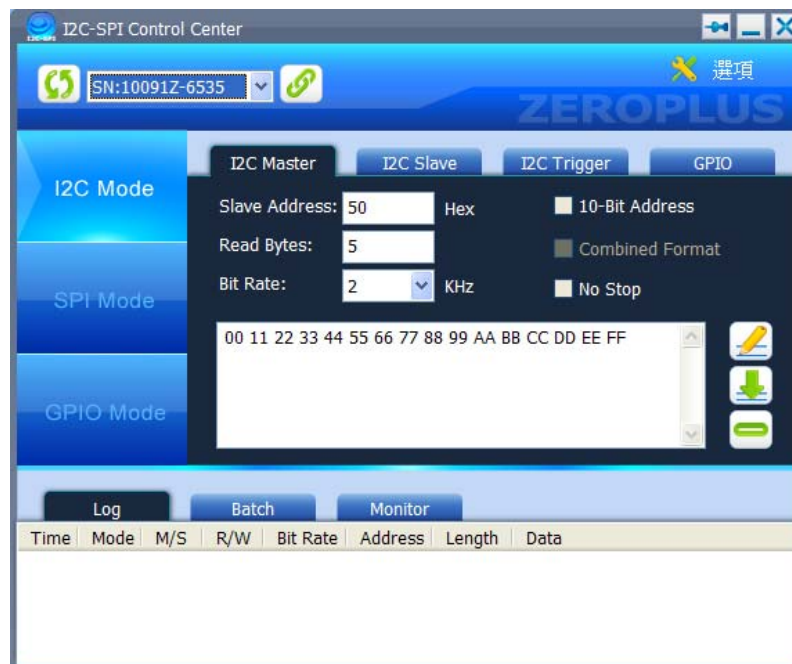 I2C-SPI Control Center
SN:10091Z-6535
選項
ZEROPLUS
I2C Mode
SPI Mode
GPIO Mode
I2C Master I2C Slave I2C Trigger GPIO
Slave Address: 50 Hex 10-Bit Address
Read Bytes: 5 Combined Format
Bit Rate: 2 KHz No Stop
00 11 22 33 44 55 66 77 88 99 AA BB CC DD EE FF
Log Batch Monitor
Time Mode M/S R/W Bit Rate Address Length Data